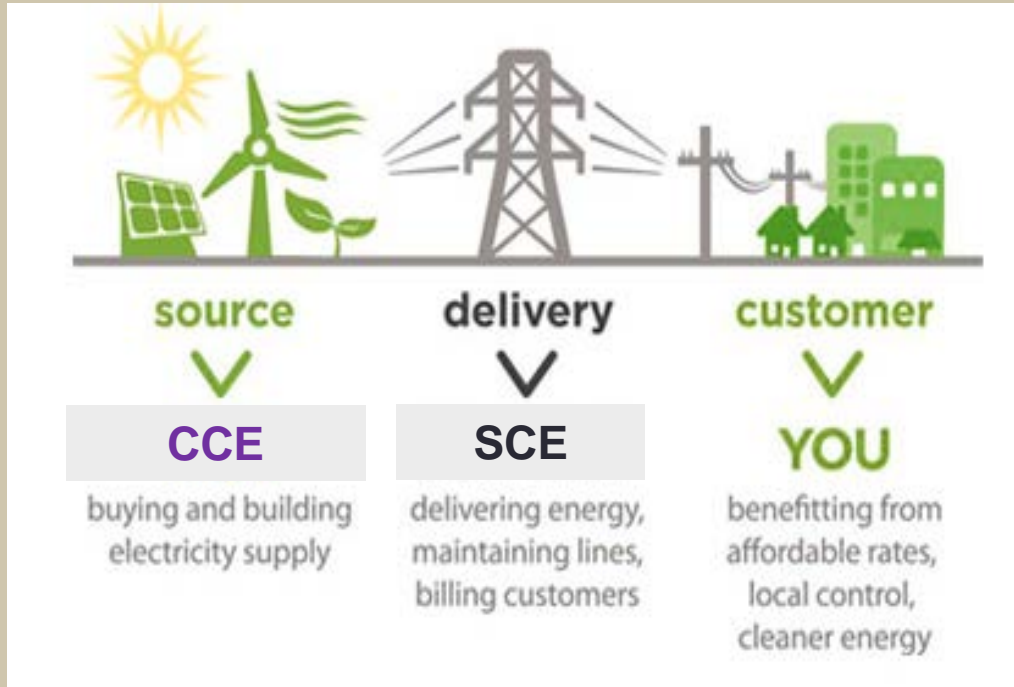 source
CCE
buying and building
electricity supply
delivery
SCE
delivering energy,
maintaining lines,
billing customers
customer
YOU
benefitting from
affordable rates,
local control,
cleaner energy